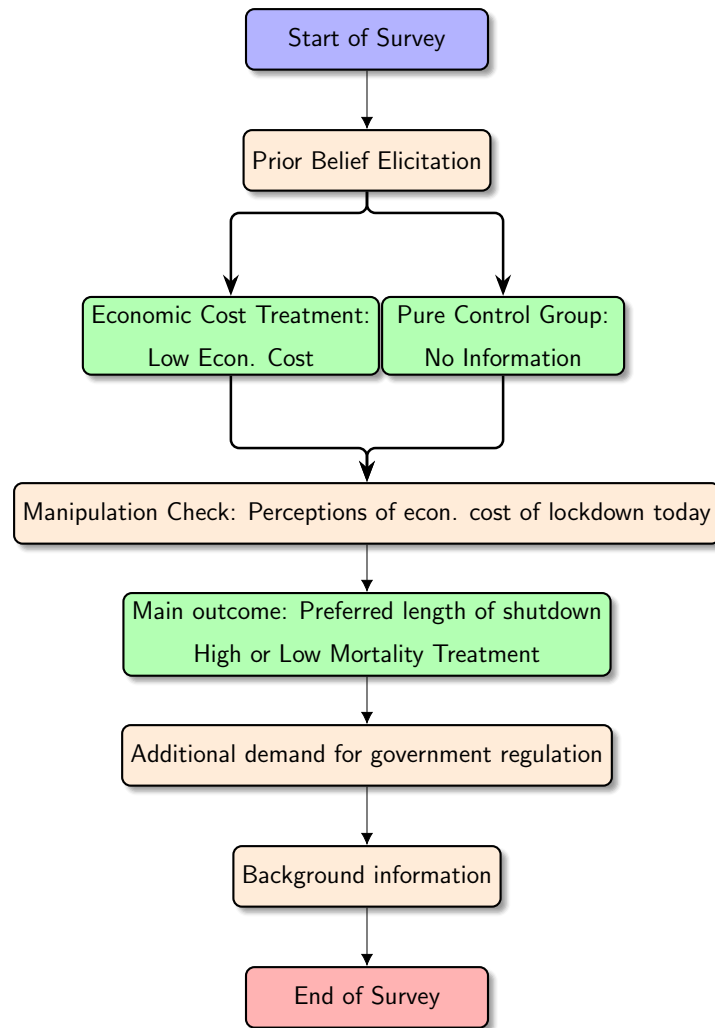 Start of Survey
Prior Belief Elicitation
Economic Cost Treatment:
Low Econ. Cost
Pure Control Group:
No Information
Manipulation Check: Perceptions of econ. cost of lockdown today
Main outcome: Preferred length of shutdown
High or Low Mortality Treatment
Additional demand for government regulation
Background information
End of Survey